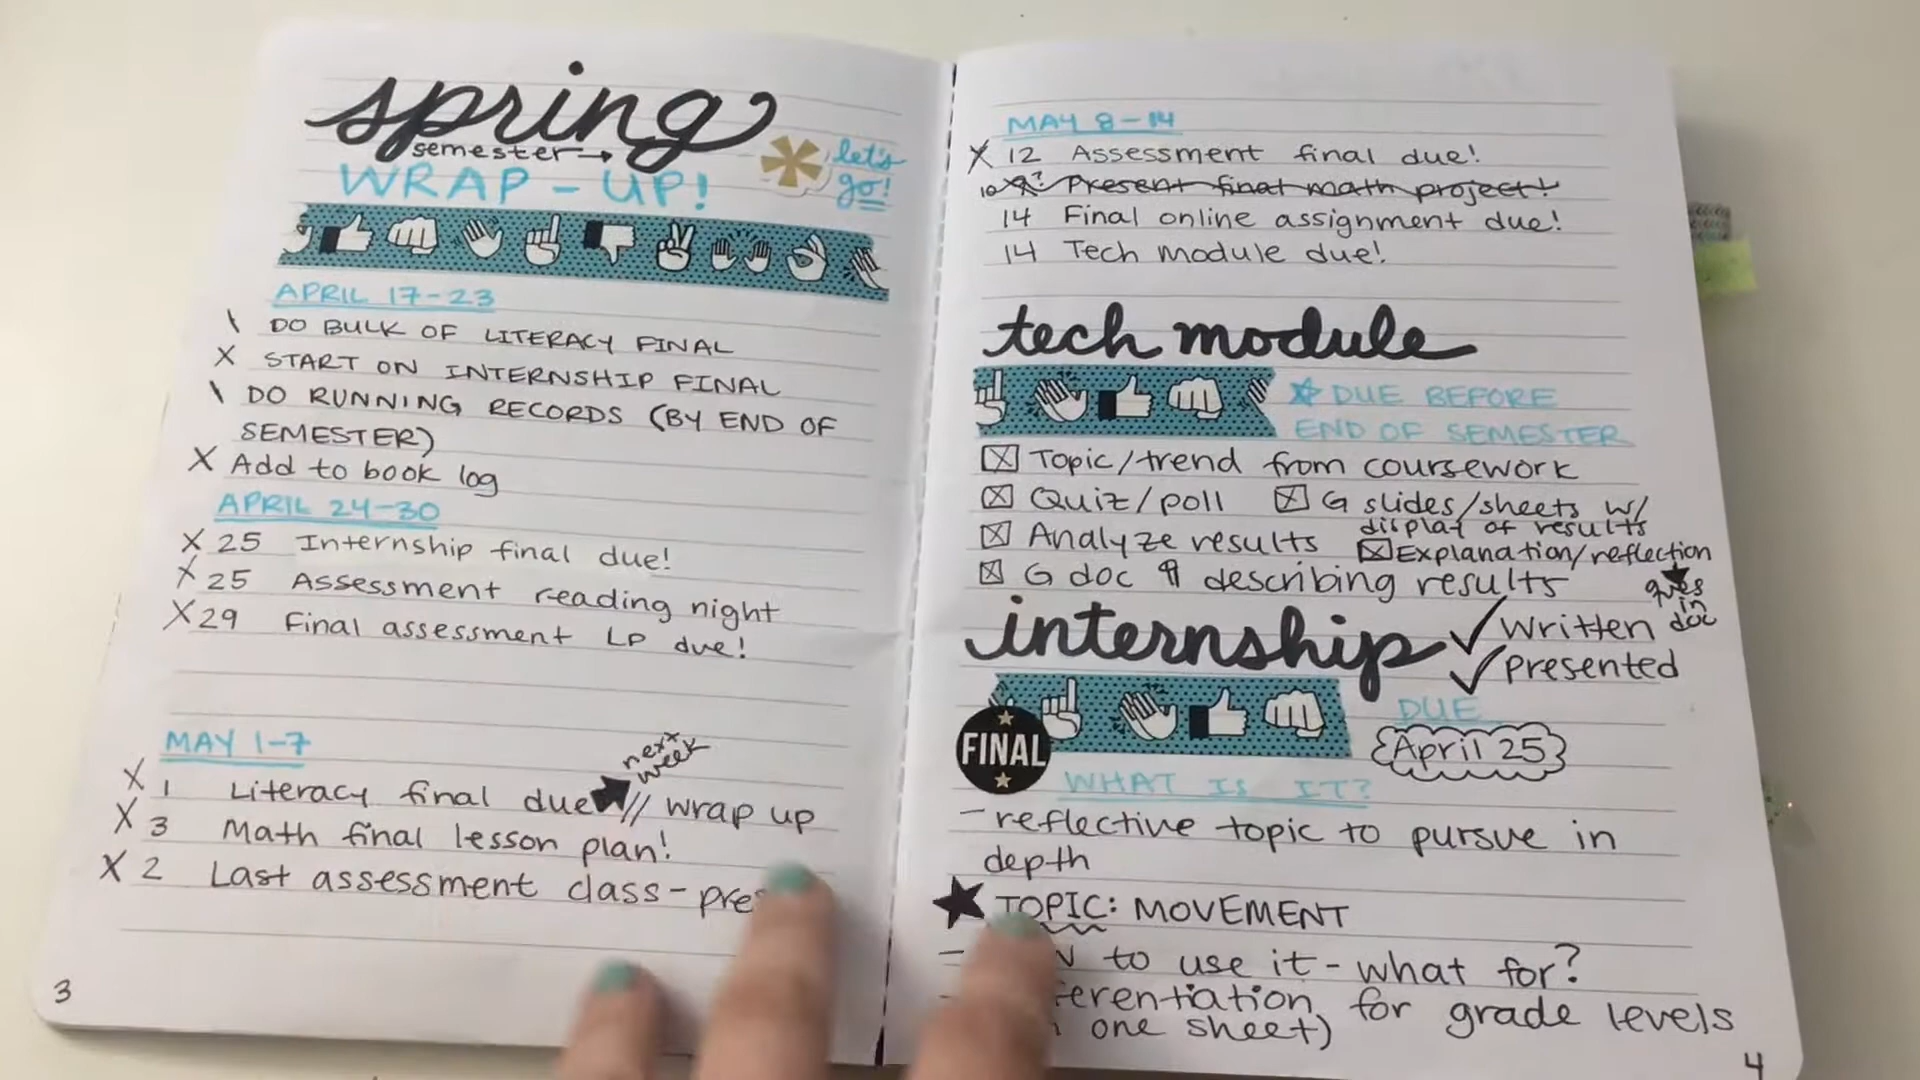 spring
semester→
WRAP-UP!
let's
go!
APRIL 17-23
\ DO BULK OF LITERACY FINAL
X START ON INTERNSHIP FINAL
\ DO RUNNING RECORDS (BY END OF
SEMESTER)
X Add to book log
APRIL 24-30
X 25 Internship final due!
X 25 Assessment reading night
X 29 Final assessment LP due!
MAY 1-7
next
week
X 1 Literacy final due // wrap up
X 3 Math final lesson plan!
X 2 Last assessment class-
3
MAY 8-14
X 12 Assessment final due!
Present final math project!
14 Final online assignment due!
14 Tech module due!
tech module
DUE BEFORE
END OF SEMESTER
Topic/trend from coursework
Quiz/poll G slides/sheets w/
display of results
Analyze results Explanation/reflection
G doc describing results
goes
in
doc
internship
✓ written
✓ presented
FINAL
DUE
April 25
WHAT IS IT?
- reflective topic to pursue in
depth
★ TOPIC: MOVEMENT
to use it - what for?
for grade levels
one sheet)
4